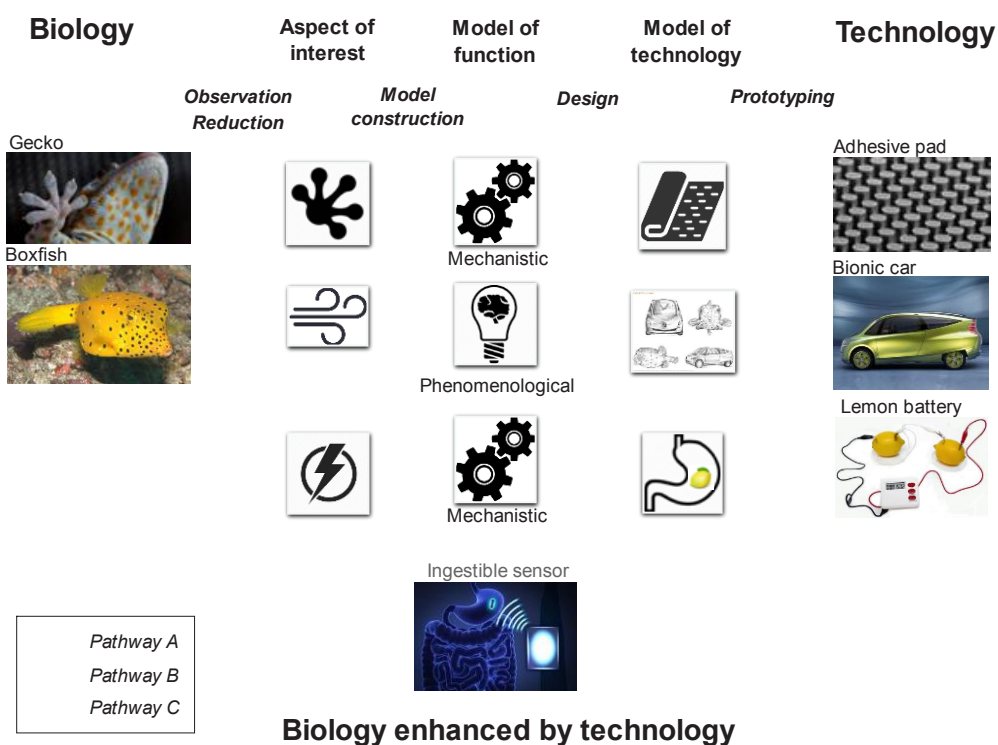 Biology
Aspect of
interest
Model of
function
Model of
technology
Technology
Observation
Reduction
Model
construction
Design
Prototyping
Gecko
Adhesive pad
Mechanistic
Boxfish
Bionic car
Phenomenological
Lemon battery
Mechanistic
Ingestible sensor
Pathway A
Pathway B
Pathway C
Biology enhanced by technology